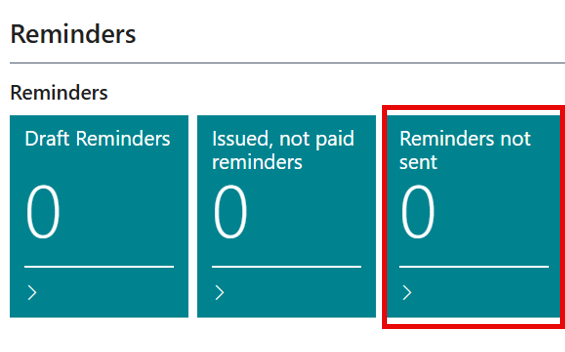 Reminders
Reminders
Draft Reminders
0
Issued, not paid
reminders
0
Reminders not
sent
0